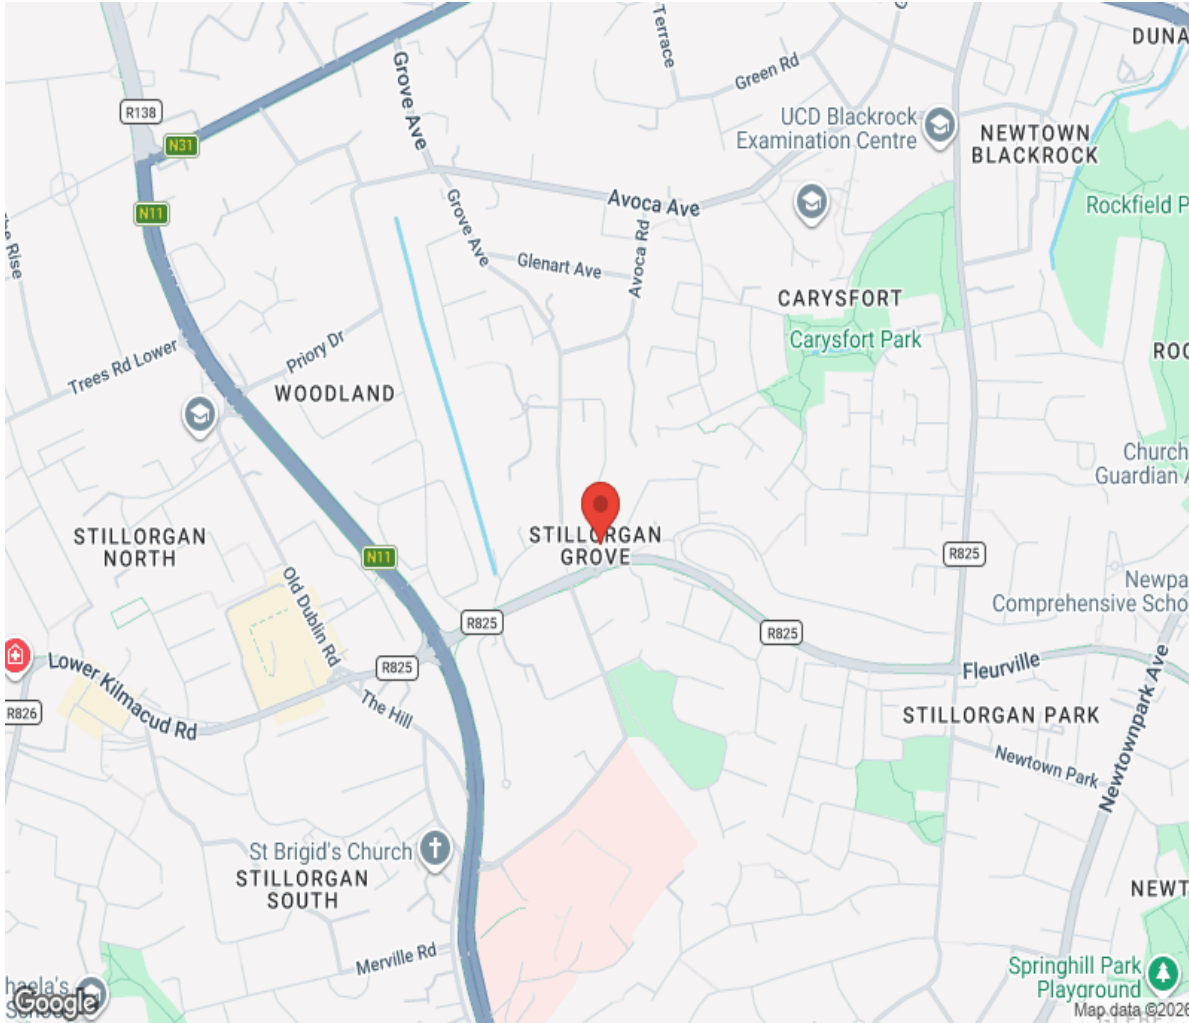 DUNA
Terrace
Green Rd
Grove Ave
R138
UCD Blackrock
Examination Centre
NEWTOWN
BLACKROCK
N31
Avoca Ave
Rockfield P
N11
Grove Ave
Rise
Avoca Rd
Glenart Ave
CARYSFORT
Carysfort Park
Priory Dr
Trees Rd Lower
ROC
WOODLAND
Church
Guardian A
STILLORGAN
NORTH
STILLORGAN
GROVE
N11
R825
Old Dublin Rd
Newpa
Comprehensive Scho
R825
R825
R825
Lower Kilmacud Rd
Fleurville
The Hill
R826
STILLORGAN PARK
Newtownpark Ave
Newtown Park
St Brigid's Church
STILLORGAN
SOUTH
NEWT
Merville Rd
Springhill Park
Playground
haela's
Google
Map data ©2026